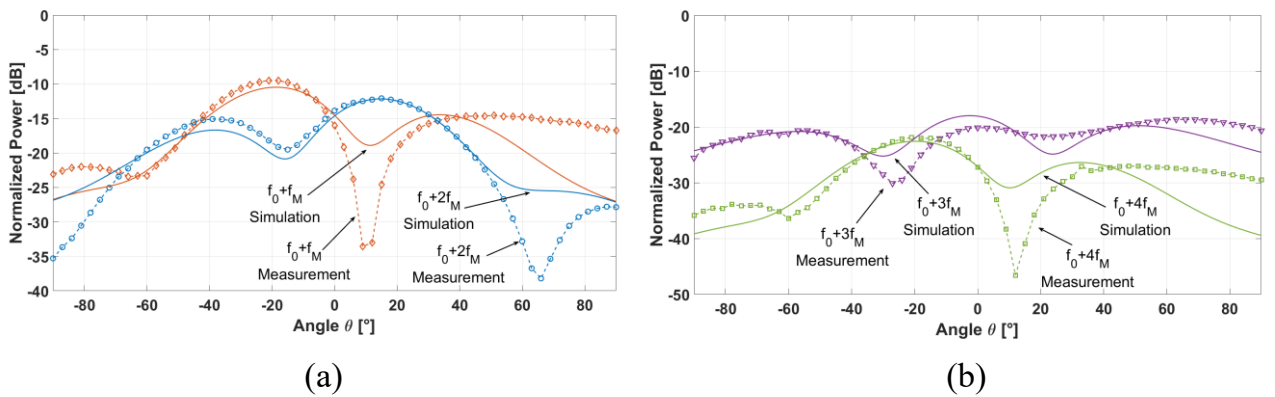 0
-5
-10
-15
-20
-25
-30
-35
-40
Normalized Power [dB]
-80 -60 -40 -20 0 20 40 60 80
Angle θ [°]
f0+fM
Simulation
f0+fM
Measurement
f0+2fM
Simulation
f0+2fM
Measurement
(a)
0
-10
-20
-30
-40
-50
Normalized Power [dB]
-80 -60 -40 -20 0 20 40 60 80
Angle θ [°]
f0+3fM
Simulation
f0+3fM
Measurement
f0+4fM
Simulation
f0+4fM
Measurement
(b)